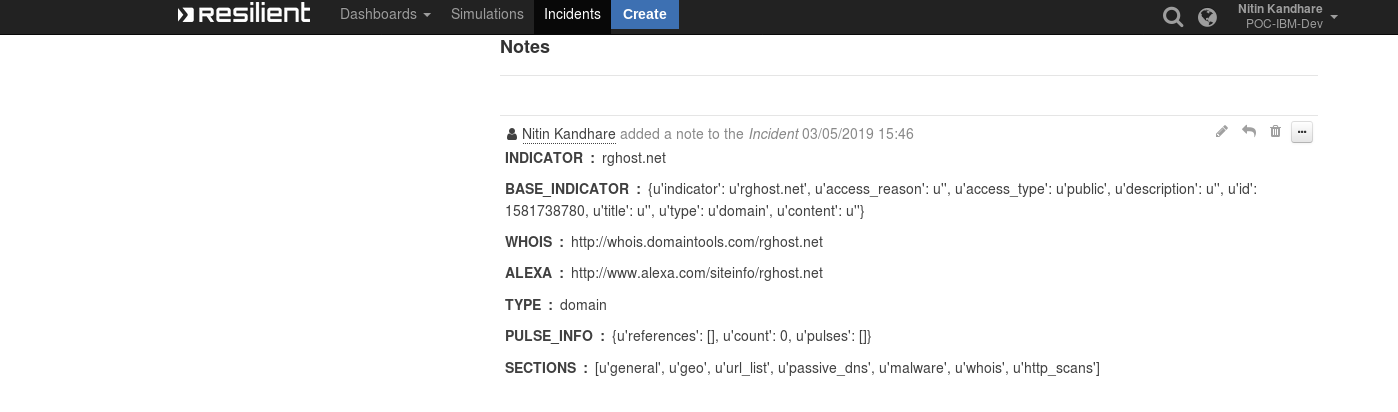 resilient Dashboards Simulations Incidents Create Nitin Kandhare
POC-IBM-Dev
Notes
Nitin Kandhare added a note to the Incident 03/05/2019 15:46
INDICATOR : rghost.net
BASE_INDICATOR : {u'indicator': u'rghost.net', u'access_reason': u'', u'access_type': u'public', u'description': u'', u'id':
1581738780, u'title': u'', u'type': u'domain', u'content': u''}
WHOIS : http://whois.domaintools.com/rghost.net
ALEXA : http://www.alexa.com/siteinfo/rghost.net
TYPE : domain
PULSE_INFO : {u'references': [], u'count': 0, u'pulses': []}
SECTIONS : [u'general', u'geo', u'url_list', u'passive_dns', u'malware', u'whois', u'http_scans']